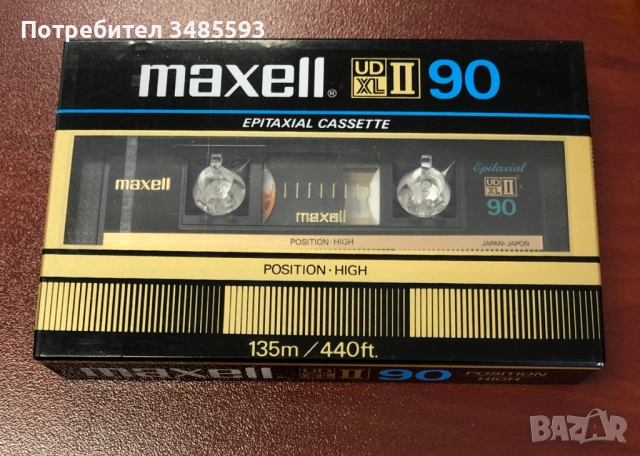 Потребител 3485593
maxell® UD XL II 90
EPITAXIAL CASSETTE
maxell
maxell
Epitaxial
UD XL II
90
POSITION·HIGH
JAPAN-JAPON
POSITION·HIGH
135m/440ft.
maxell UD XL II 90 POSITION HIGH
BAZAR